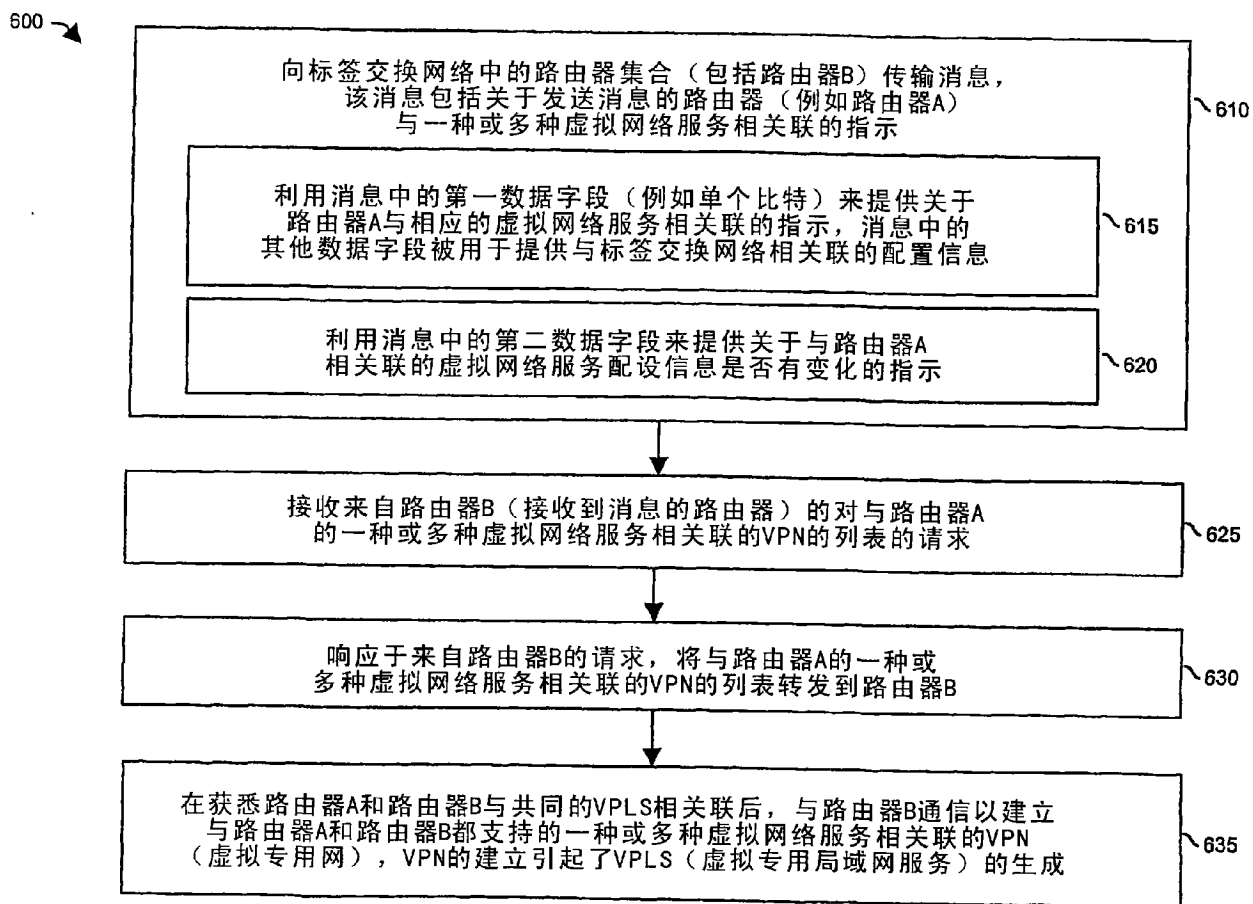 600
向标签交换网络中的路由器集合（包括路由器B）传输消息，
该消息包括关于发送消息的路由器（例如路由器A）
与一种或多种虚拟网络服务相关联的指示
610
利用消息中的第一数据字段（例如单个比特）来提供关于
路由器A与相应的虚拟网络服务相关联的指示，消息中的
其他数据字段被用于提供与标签交换网络相关联的配置信息
615
利用消息中的第二数据字段来提供关于与路由器A
相关联的虚拟网络服务配设信息是否有变化的指示
620
接收来自路由器B（接收到消息的路由器）的对与路由器A
的一种或多种虚拟网络服务相关联的VPN的列表的请求
625
响应于来自路由器B的请求，将与路由器A的一种或
多种虚拟网络服务相关联的VPN的列表转发到路由器B
630
在获悉路由器A和路由器B与共同的VPLS相关联后，与路由器B通信以建立
与路由器A和路由器B都支持的一种或多种虚拟网络服务相关联的VPN
（虚拟专用网），VPN的建立引起了VPLS（虚拟专用局域网服务）的生成
635